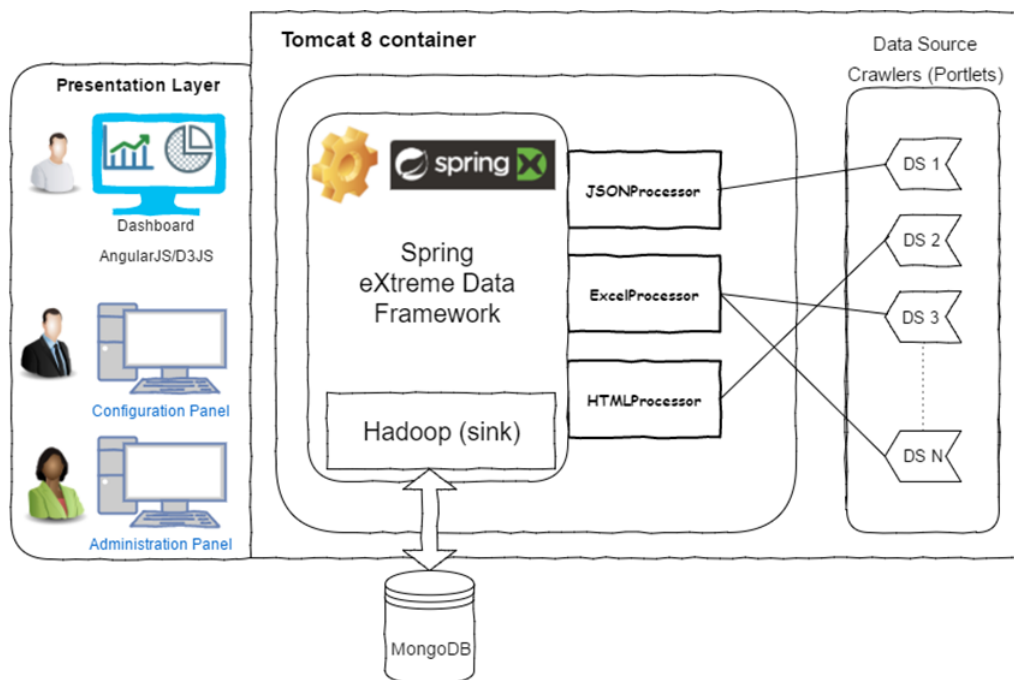 Tomcat 8 container
Data Source
Crawlers (Portlets)
Presentation Layer
Dashboard
AngularJS/D3JS
Configuration Panel
Administration Panel
spring X
Spring
eXtreme Data
Framework
Hadoop (sink)
JSONProcessor
ExcelProcessor
HTMLProcessor
DS 1
DS 2
DS 3
DS N
MongoDB